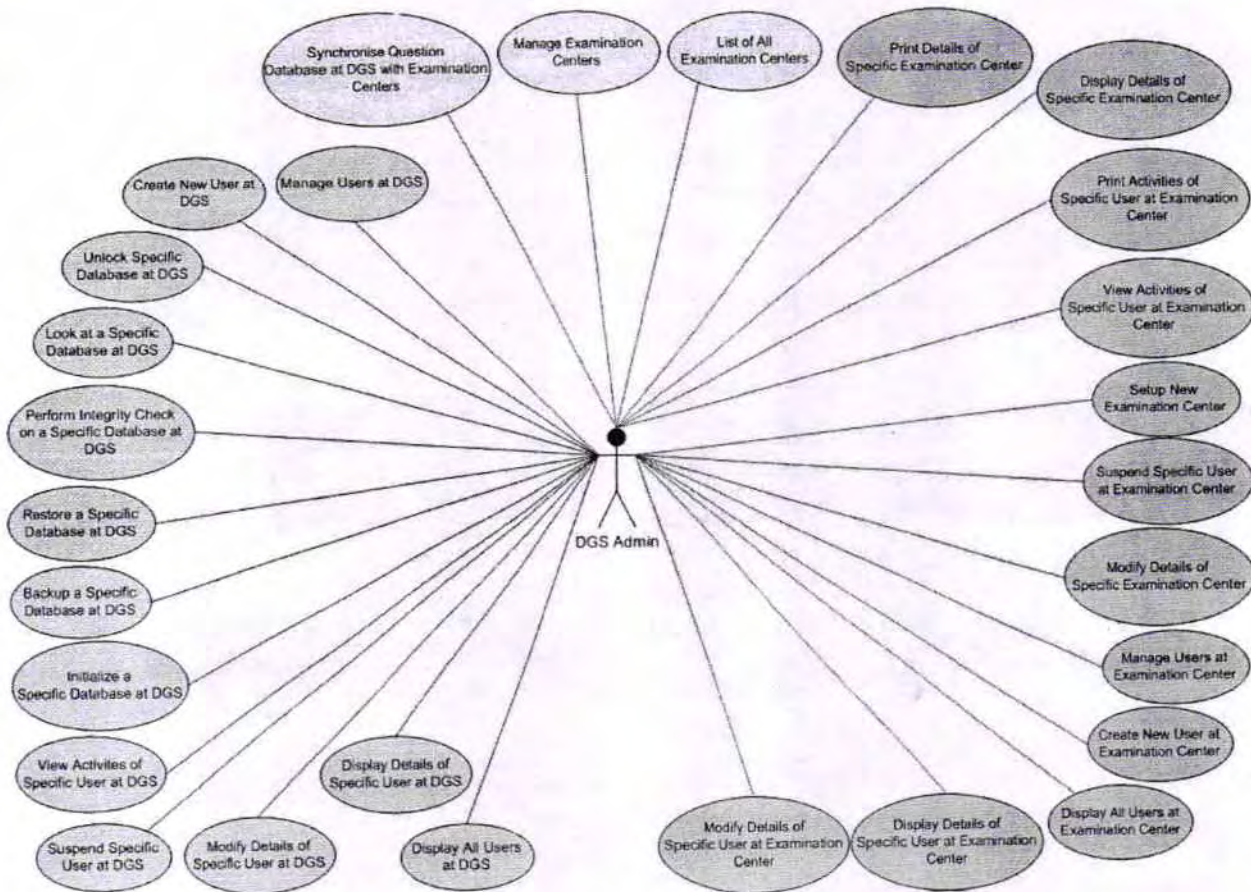 Synchronise Question
Database at DGS with Examination
Centers
Manage Examination
Centers
List of All
Examination Centers
Print Details of
Specific Examination Center
Display Details of
Specific Examination Center
Create New User at
DGS
Manage Users at DGS
Print Activities of
Specific User at Examination
Center
Unlock Specific
Database at DGS
View Activities of
Specific User at Examination
Center
Look at a Specific
Database at DGS
Setup New
Examination Center
Perform Integrity Check
on a Specific Database at
DGS
Suspend Specific User
at Examination Center
Restore a Specific
Database at DGS
DGS Admin
Modify Details of
Specific Examination Center
Backup a Specific
Database at DGS
Manage Users at
Examination Center
Initialize a
Specific Database at DGS
Create New User at
Examination Center
View Activites of
Specific User at DGS
Display Details of
Specific User at DGS
Display All Users at
Examination Center
Suspend Specific
User at DGS
Modify Details of
Specific User at DGS
Display All Users
at DGS
Modify Details of
Specific User at Examination
Center
Display Details of
Specific User at Examination
Center